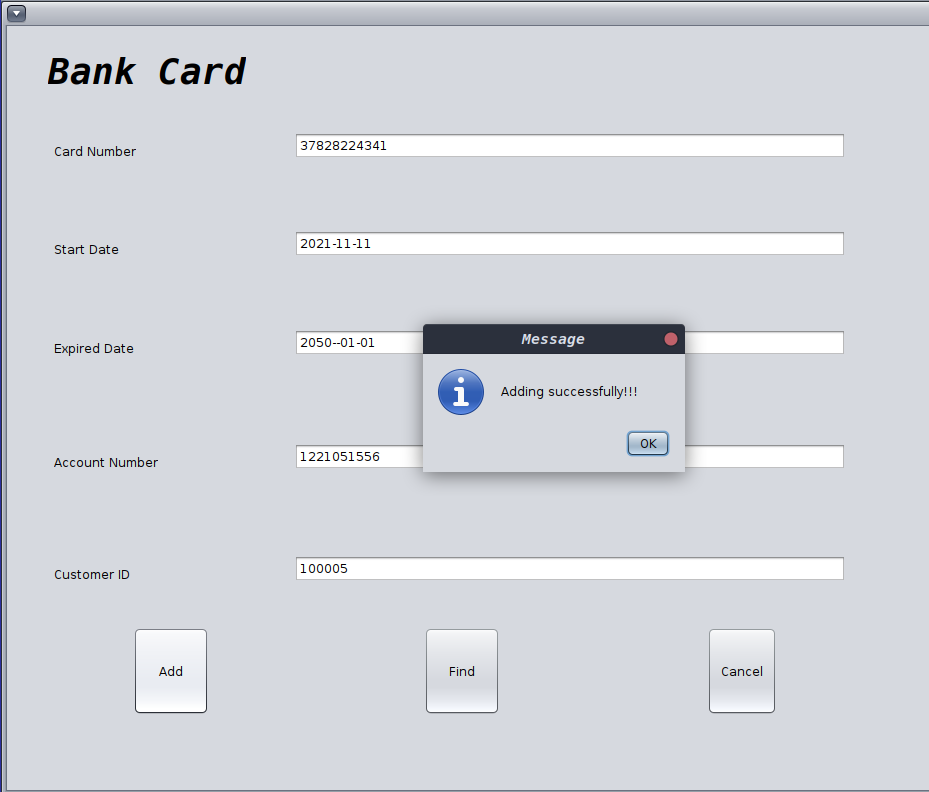 Bank Card
Card Number 37828224341
Start Date 2021-11-11
Expired Date 2050--01-01
Message
Adding successfully!!!
OK
Account Number 1221051556
Customer ID 100005
Add Find Cancel